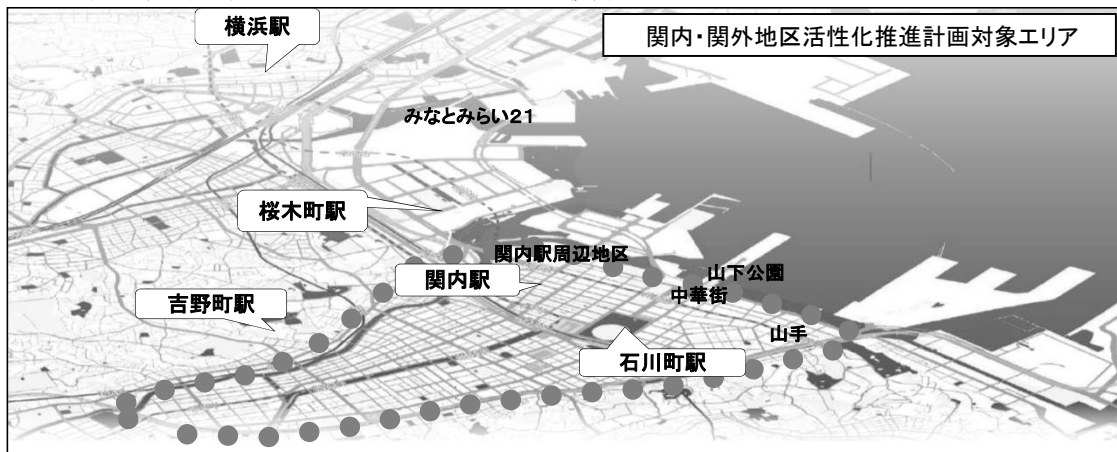 横浜駅
関内・関外地区活性化推進計画対象エリア
みなとみらい21
桜木町駅
関内駅周辺地区
関内駅
山下公園
中華街
吉野町駅
山手
石川町駅